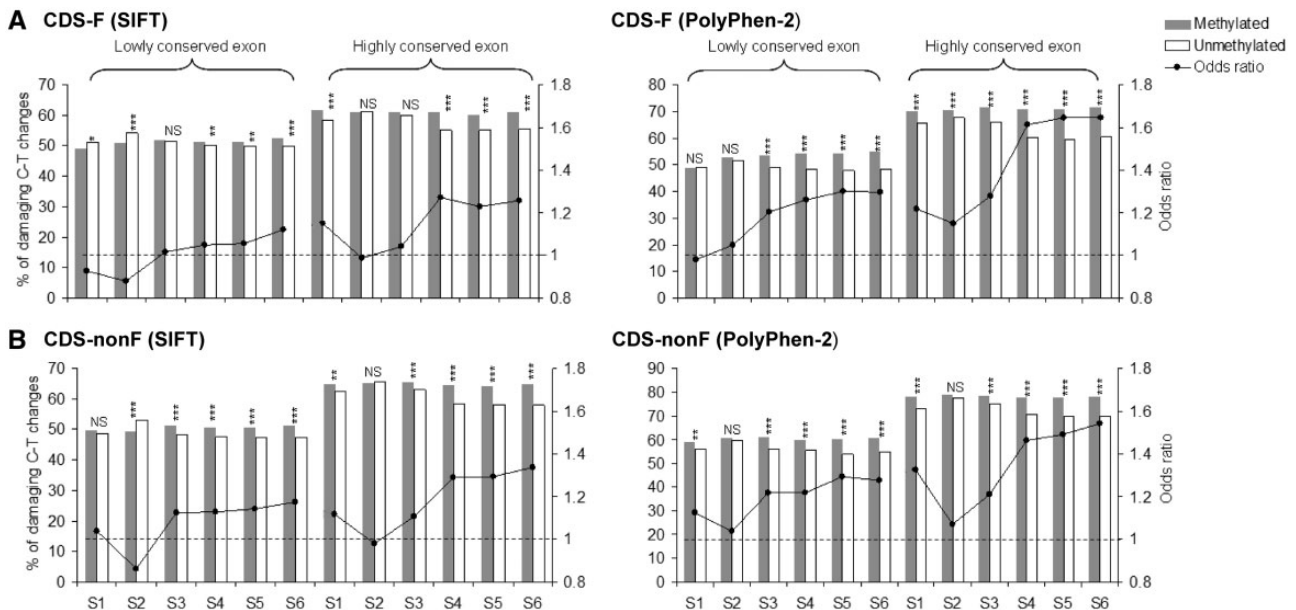 A CDS-F (SIFT)
Lowly conserved exon
Highly conserved exon
% of damaging C-T changes
70
60
50
40
30
20
10
0
* *** NS ** ** *** *** NS NS *** *** ***
1.8
1.6
1.4
1.2
1
0.8
CDS-F (PolyPhen-2)
Lowly conserved exon
Highly conserved exon
80
70
60
50
40
30
20
10
0
NS NS *** *** *** *** *** *** *** *** *** ***
1.8
1.6
1.4
1.2
1
0.8
Odds ratio
Methylated
Unmethylated
Odds ratio
B CDS-nonF (SIFT)
% of damaging C-T changes
70
60
50
40
30
20
10
0
NS *** *** *** *** *** ** NS *** *** *** ***
1.8
1.6
1.4
1.2
1
0.8
S1 S2 S3 S4 S5 S6 S1 S2 S3 S4 S5 S6
CDS-nonF (PolyPhen-2)
90
80
70
60
50
40
30
20
10
0
** NS *** *** *** *** *** NS *** *** *** ***
1.8
1.6
1.4
1.2
1
0.8
Odds ratio
S1 S2 S3 S4 S5 S6 S1 S2 S3 S4 S5 S6